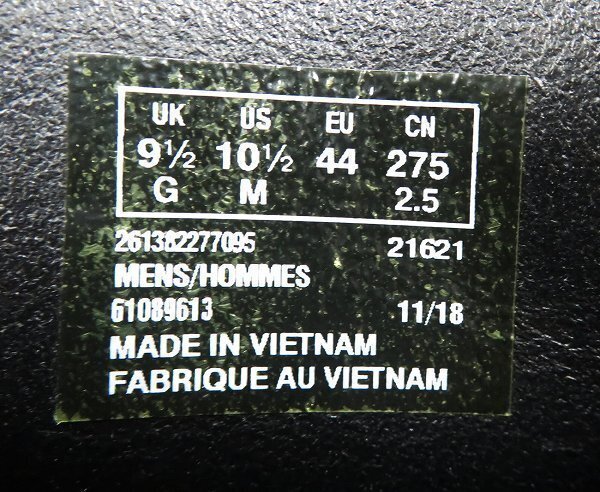 UK US EU CN
9½ 10½ 44 275
G M 2.5
261382277095 21621
MENS/HOMMES
61089613 11/18
MADE IN VIETNAM
FABRIQUE AU VIETNAM